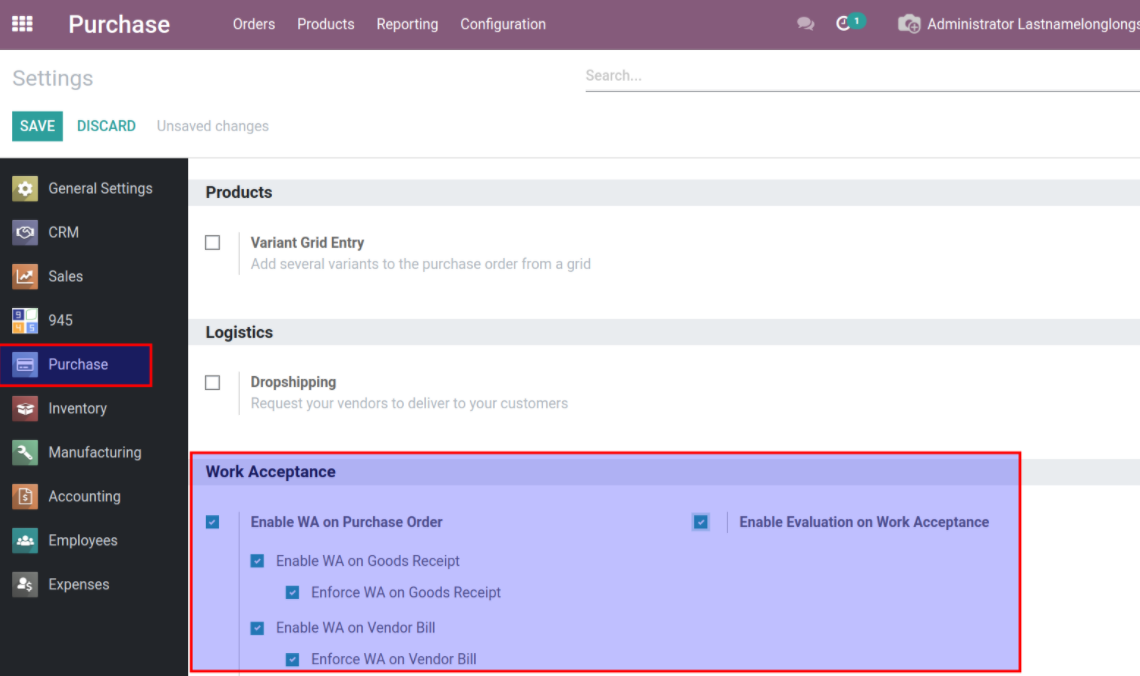 Purchase Orders Products Reporting Configuration 1 Administrator Lastnamelonglongs
Settings Search...
SAVE DISCARD Unsaved changes
General Settings
CRM
Sales
945
Purchase
Inventory
Manufacturing
Accounting
Employees
Expenses
Products
Variant Grid Entry
Add several variants to the purchase order from a grid
Logistics
Dropshipping
Request your vendors to deliver to your customers
Work Acceptance
Enable WA on Purchase Order Enable Evaluation on Work Acceptance
Enable WA on Goods Receipt
Enforce WA on Goods Receipt
Enable WA on Vendor Bill
Enforce WA on Vendor Bill